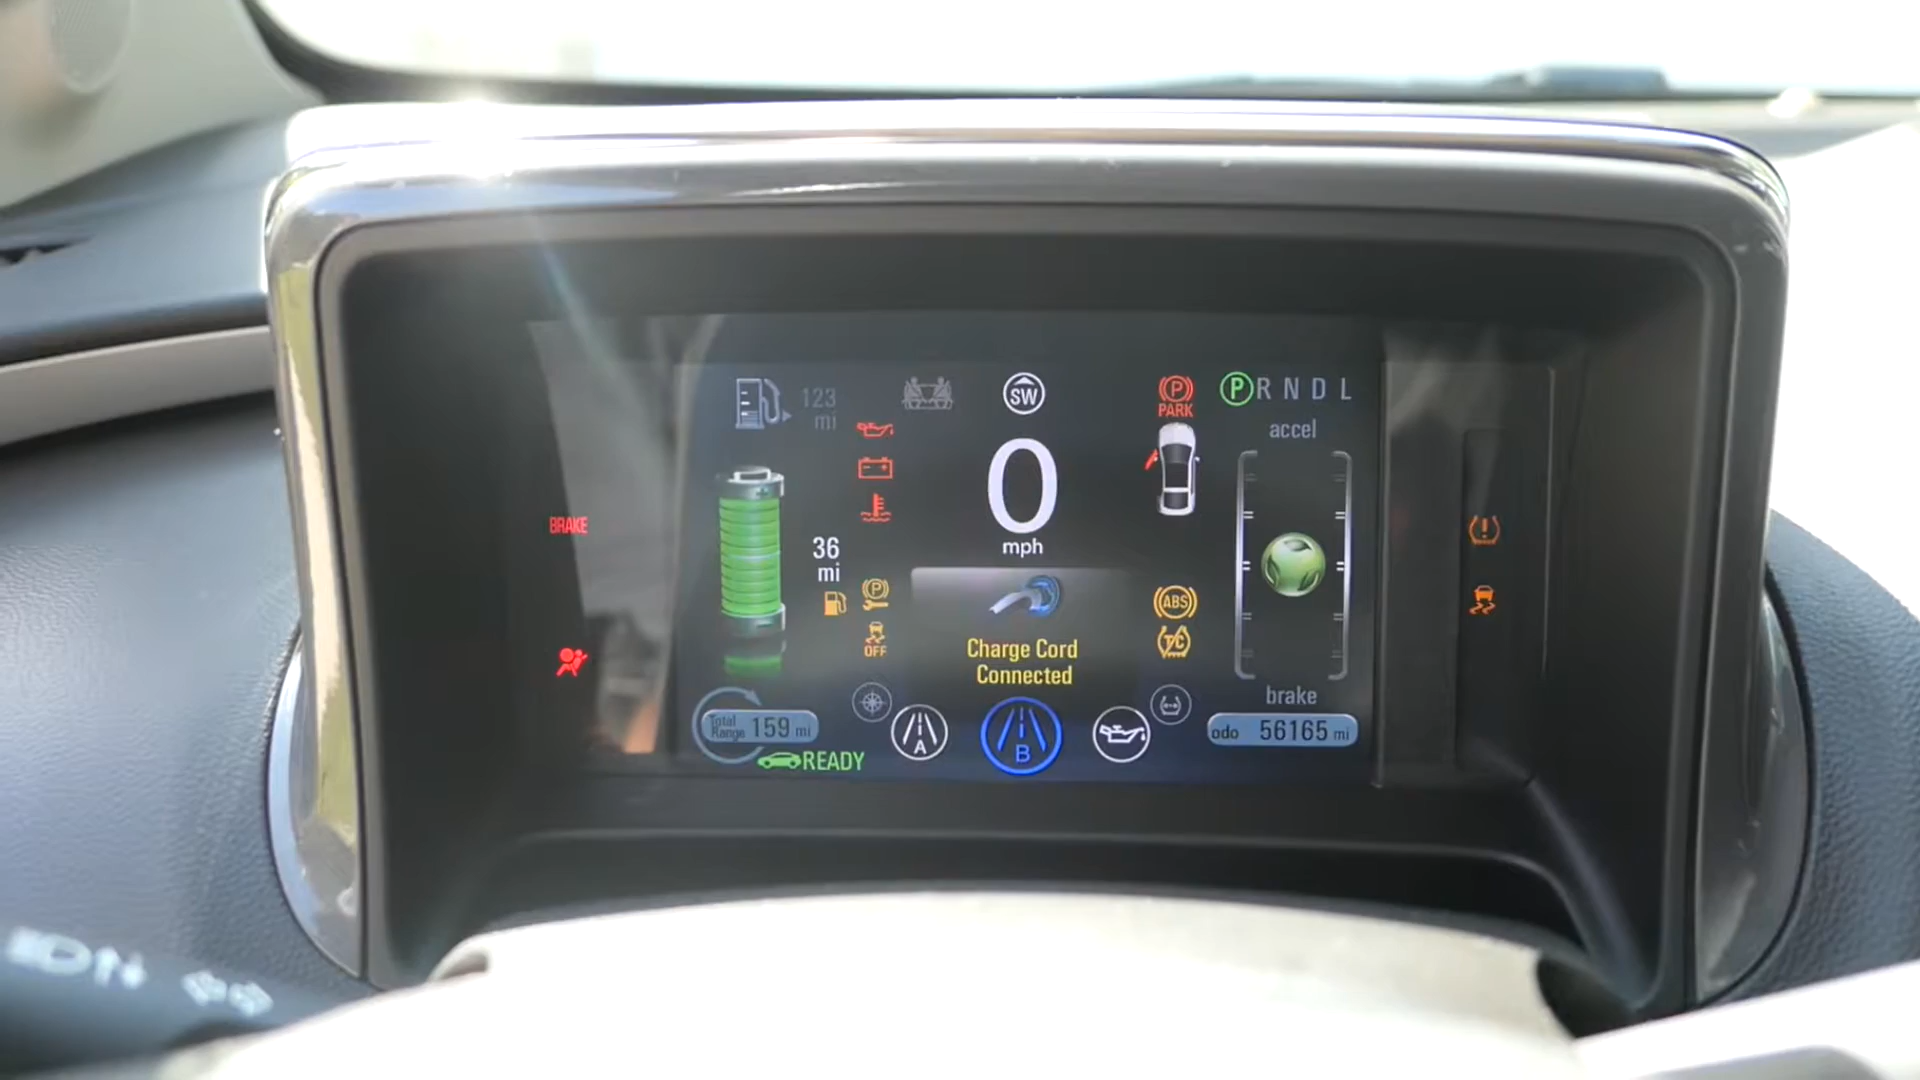 123
mi
SW
PARK
P R N D L
accel
0
mph
BRAKE
36
mi
P
ABS
OFF
T/C
Charge Cord
Connected
brake
Total
Range 159 mi
A
B
odo 56165 mi
READY